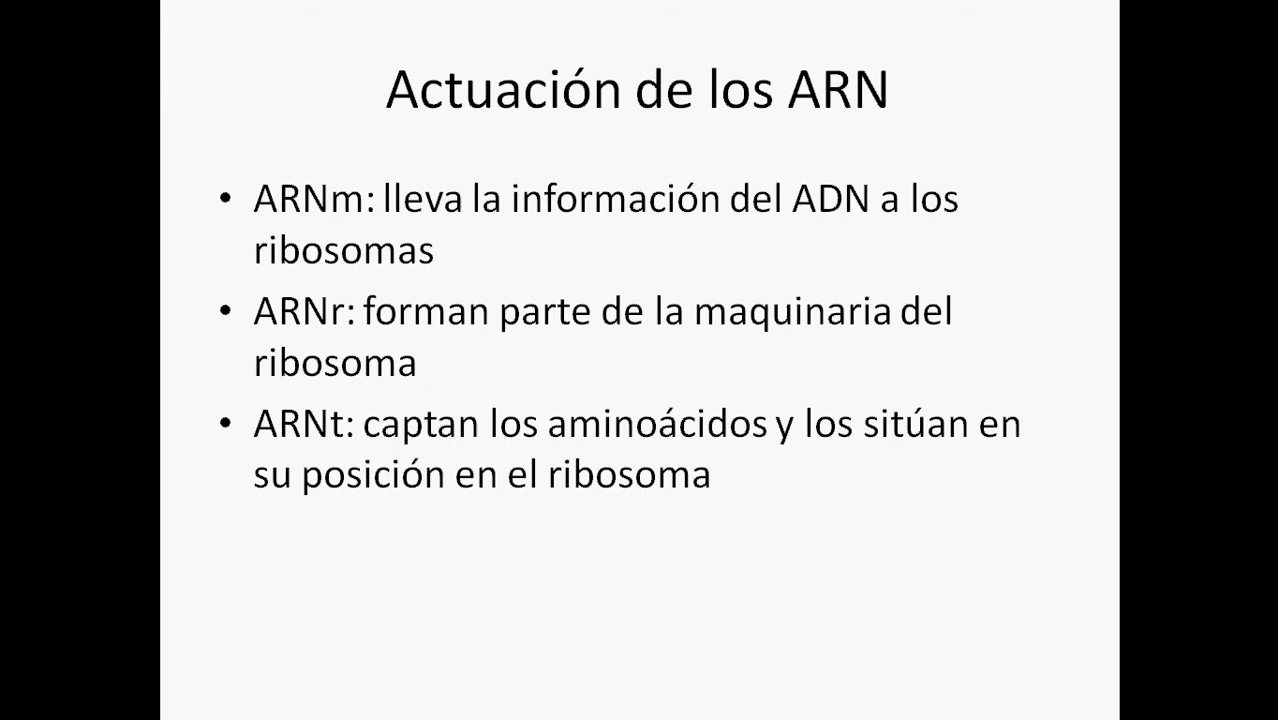 Actuación de los ARN
• ARNm: lleva la información del ADN a los
ribosomas
• ARNr: forman parte de la maquinaria del
ribosoma
• ARNt: captan los aminoácidos y los sitúan en
su posición en el ribosoma